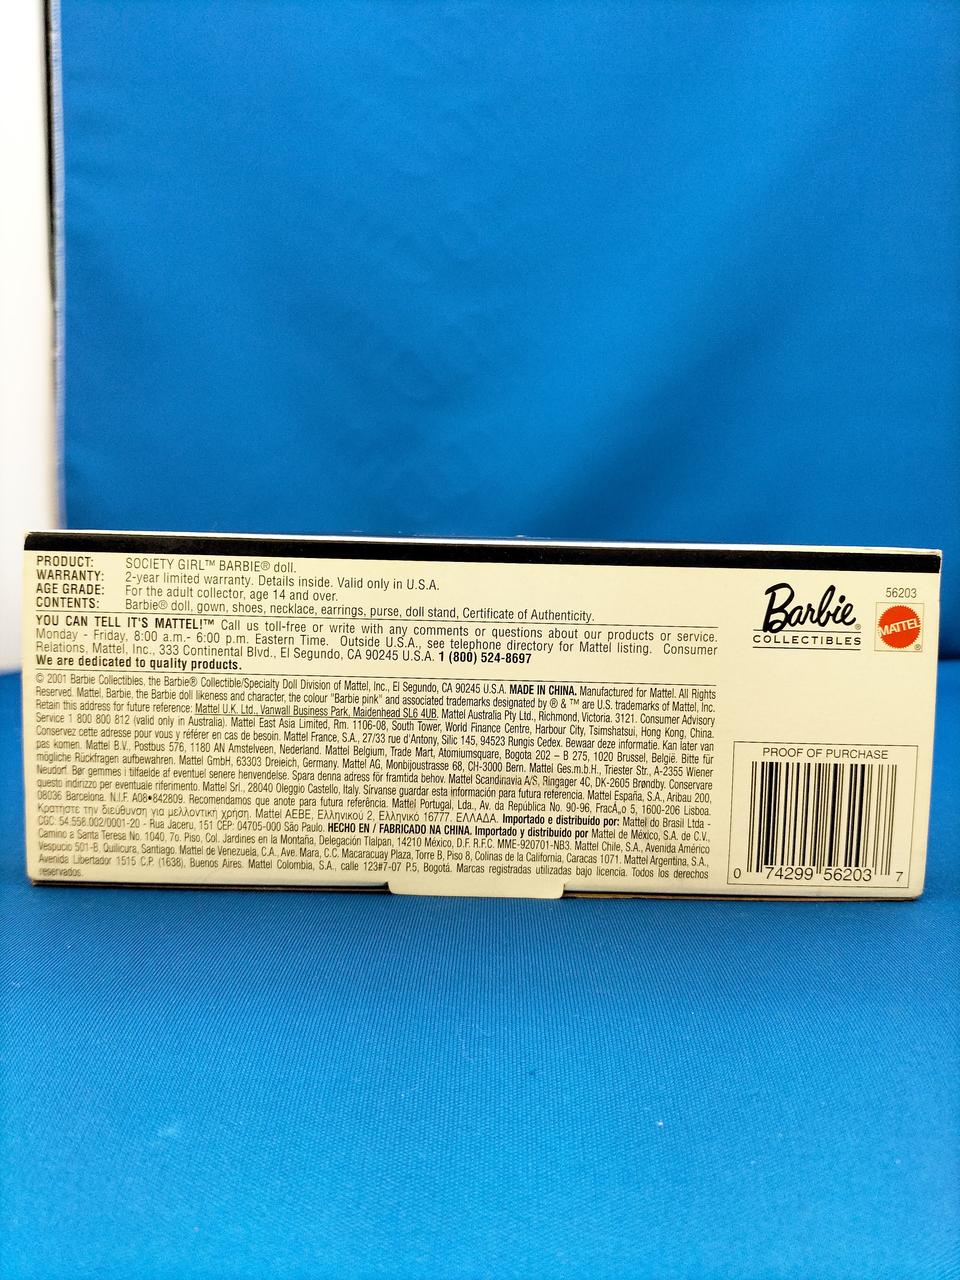 PRODUCT: SOCIETY GIRL™ BARBIE® doll.
WARRANTY: 2-year limited warranty. Details inside. Valid only in U.S.A.
AGE GRADE: For the adult collector, age 14 and over.
CONTENTS: Barbie® doll, gown, shoes, necklace, earrings, purse, doll stand, Certificate of Authenticity.
YOU CAN TELL IT'S MATTEL!™ Call us toll-free or write with any comments or questions about our products or service.
Monday - Friday, 8:00 a.m.- 6:00 p.m. Eastern Time. Outside U.S.A., see telephone directory for Mattel listing. Consumer
Relations, Mattel, Inc., 333 Continental Blvd., El Segundo, CA 90245 U.S.A. 1 (800) 524-8697
We are dedicated to quality products.
© 2001 Barbie Collectibles, the Barbie® Collectible/Specialty Doll Division of Mattel, Inc., El Segundo, CA 90245 U.S.A. MADE IN CHINA. Manufactured for Mattel. All Rights
Reserved. Mattel, Barbie, the Barbie doll likeness and character, the colour "Barbie pink" and associated trademarks designated by ® & ™ are U.S. trademarks of Mattel, Inc.
Retain this address for future reference: Mattel U.K. Ltd., Vanwall Business Park, Maidenhead SL6 4UB. Mattel Australia Pty Ltd., Richmond, Victoria. 3121. Consumer Advisory
Service 1 800 800 812 (valid only in Australia). Mattel East Asia Limited, Rm. 1106-08, South Tower, World Finance Centre, Harbour City, Tsimshatsui, Hong Kong, China.
Conservez cette adresse pour vous y référer en cas de besoin. Mattel France, S.A., 27/33 rue d'Antony, Silic 145, 94523 Rungis Cedex. Bewaar deze informatie. Kan later van
pas komen. Mattel B.V., Postbus 576, 1180 AN Amstelveen, Nederland. Mattel Belgium, Trade Mart, Atomiumsquare, Bogota 202 – B 275, 1020 Brussel, België. Bitte für
mögliche Rückfragen aufbewahren. Mattel GmbH, 63303 Dreieich, Germany. Mattel AG, Monbijoustrasse 68, CH-3000 Bern. Mattel Ges.m.b.H., Triester Str., A-2355 Wiener
Neudorf. Bør gemmes i tilfælde af eventuel senere henvendelse. Spara denna adress för framtida behov. Mattel Scandinavia A/S, Ringager 4C, DK-2605 Brøndby. Conservare
questo indirizzo per eventuale riferimento. Mattel Srl., 28040 Oleggio Castello, Italy. Sírvanse guardar esta información para futura referencia. Mattel España, S.A., Aribau 200,
08036 Barcelona. N.I.F. A08•842809. Recomendamos que anote para futura referência. Mattel Portugal, Lda., Av. da República No. 90-96, FracA,o 5, 1600-206 Lisboa.
Κρατήστε την διεύθυνση για μελλοντική χρήση. Mattel AEBE, Ελληνικού 2, Ελληνικό 16777. ΕΛΛΑΔΑ. Importado e distribuído por: Mattel do Brasil Ltda -
CGC: 54.558.002/0001-20 - Rua Jaceru, 151 CEP: 04705-000 São Paulo. HECHO EN / FABRICADO NA CHINA. Importado y distribuido por Mattel de México, S.A. de C.V.,
Camino a Santa Teresa No. 1040, 7o. Piso, Col. Jardines en la Montaña, Delegación Tlalpan, 14210 México, D.F. R.F.C. MME-920701-NB3. Mattel Chile, S.A., Avenida Américo
Vespucio 501-B, Quilicura, Santiago. Mattel de Venezuela, C.A., Ave. Mara, C.C. Macaracuay Plaza, Torre B, Piso 8, Colinas de la California, Caracas 1071. Mattel Argentina, S.A.,
Avenida Libertador 1515 C.P. (1638), Buenos Aires. Mattel Colombia, S.A., calle 123#7-07 P.5, Bogotá. Marcas registradas utilizadas bajo licencia. Todos los derechos
reservados.
Barbie®
COLLECTIBLES
56203
MATTEL®
PROOF OF PURCHASE
0 74299 56203 7